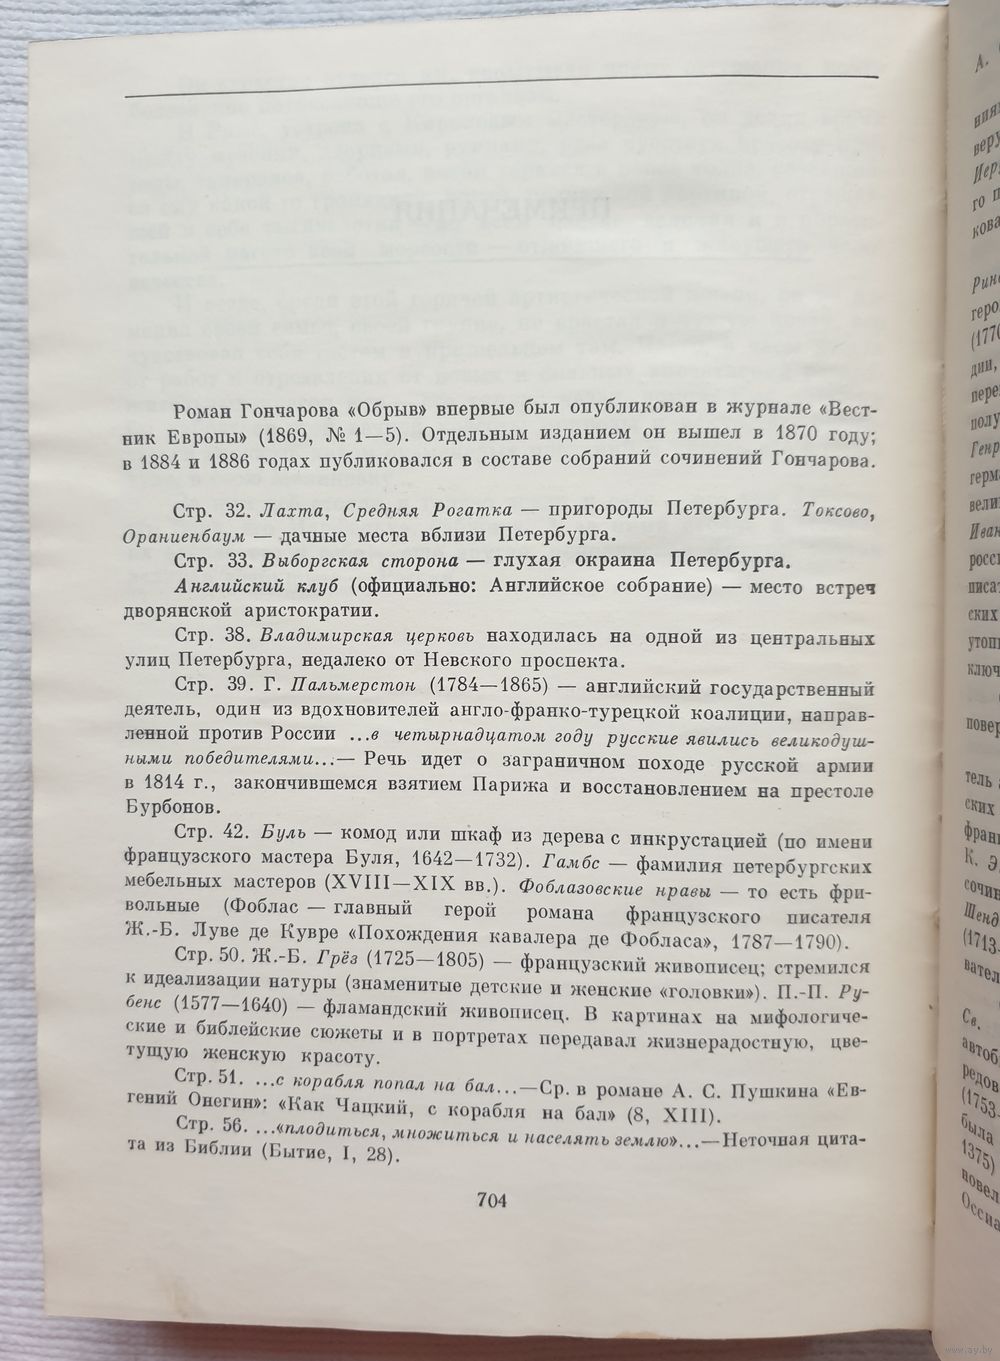 Роман Гончарова «Обрыв» впервые был опубликован в журнале «Вест-
ник Европы» (1869, № 1—5). Отдельным изданием он вышел в 1870 году;
в 1884 и 1886 годах публиковался в составе собраний сочинений Гончарова.
Стр. 32. Лахта, Средняя Рогатка — пригороды Петербурга. Токсово,
Ораниенбаум — дачные места вблизи Петербурга.
Стр. 33. Выборгская сторона — глухая окраина Петербурга.
Английский клуб (официально: Английское собрание) — место встреч
дворянской аристократии.
Стр. 38. Владимирская церковь находилась на одной из центральных
улиц Петербурга, недалеко от Невского проспекта.
Стр. 39. Г. Пальмерстон (1784—1865) — английский государственный
деятель, один из вдохновителей англо-франко-турецкой коалиции, направ-
ленной против России ...в четырнадцатом году русские явились великодуш-
ными победителями...— Речь идет о заграничном походе русской армии
в 1814 г., закончившемся взятием Парижа и восстановлением на престоле
Бурбонов.
Стр. 42. Буль — комод или шкаф из дерева с инкрустацией (по имени
французского мастера Буля, 1642—1732). Гамбс — фамилия петербургских
мебельных мастеров (XVIII—XIX вв.). Фоблазовские нравы — то есть фри-
вольные (Фоблас — главный герой романа французского писателя
Ж.-Б. Луве де Кувре «Похождения кавалера де Фобласа», 1787—1790).
Стр. 50. Ж.-Б. Грёз (1725—1805) — французский живописец; стремился
к идеализации натуры (знаменитые детские и женские «головки»). П.-П. Ру-
бенс (1577—1640) — фламандский живописец. В картинах на мифологиче-
ские и библейские сюжеты и в портретах передавал жизнерадостную, цве-
тущую женскую красоту.
Стр. 51. ...с корабля попал на бал...—Ср. в романе А. С. Пушкина «Ев-
гений Онегин»: «Как Чацкий, с корабля на бал» (8, XIII).
Стр. 56. ...«плодиться, множиться и населять землю»...—Неточная цита-
та из Библии (Бытие, I, 28).
704
www.ay.by